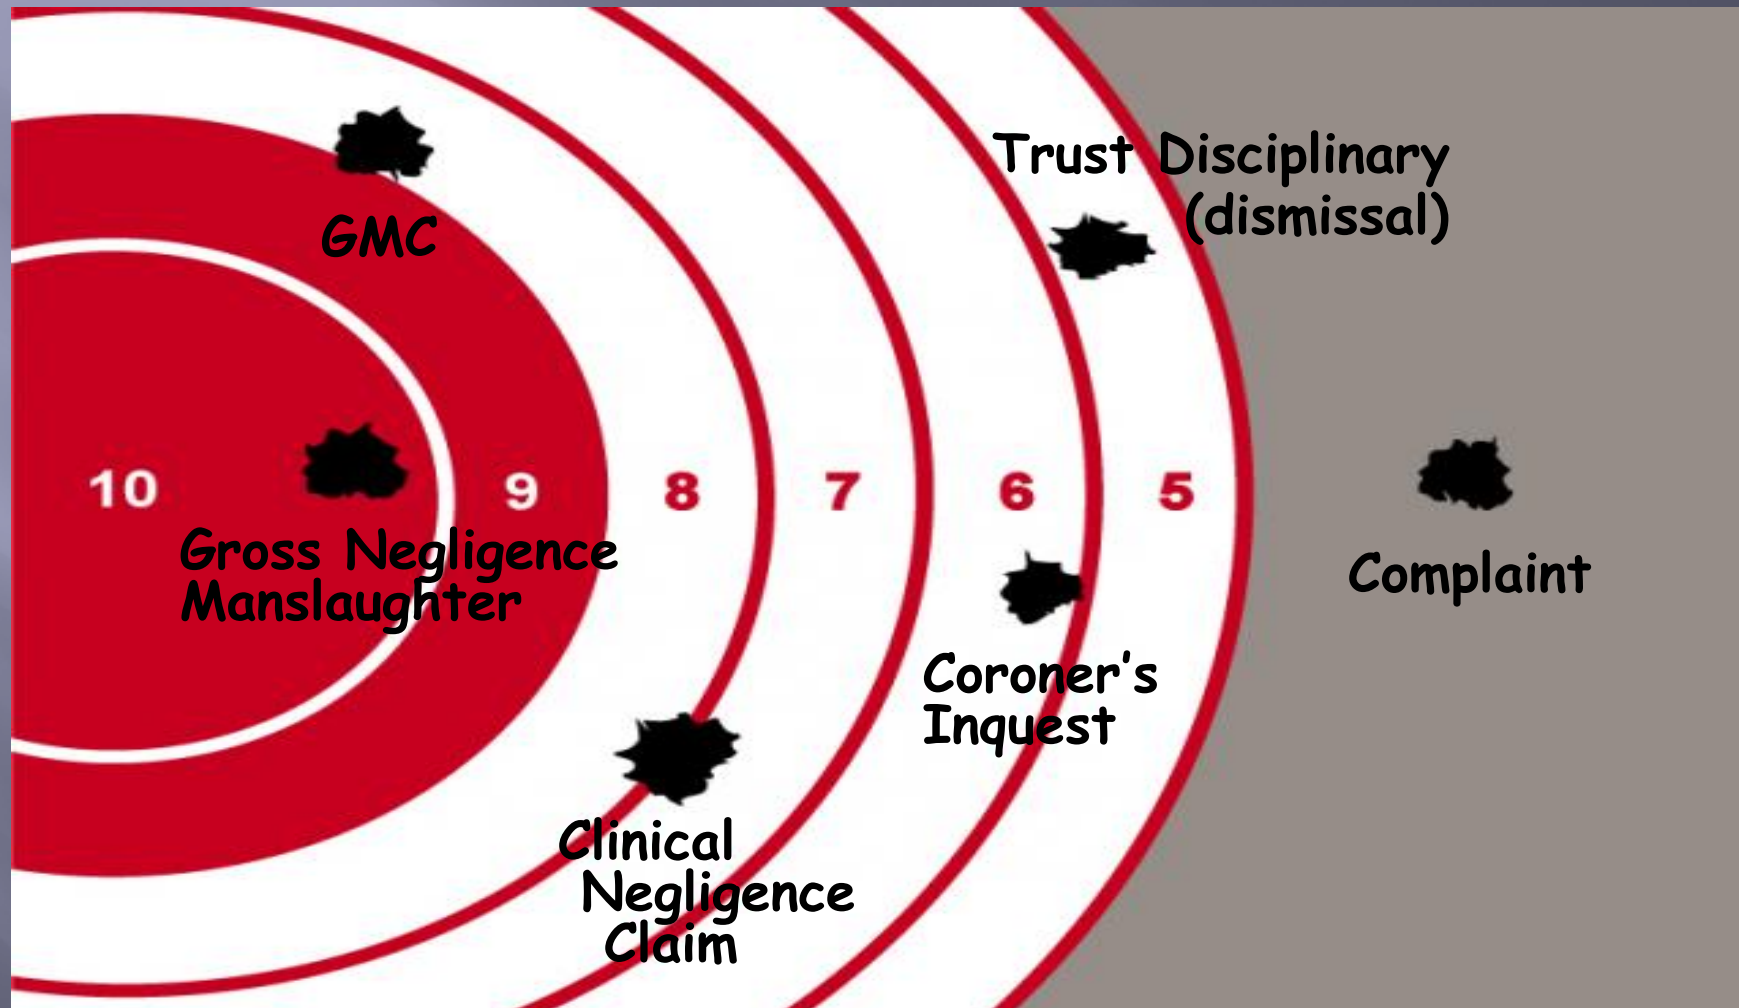 Trust Disciplinary
(dismissal)
GMC
10 9 8 7 6 5
Gross Negligence
Manslaughter
Complaint
Coroner's
Inquest
Clinical
Negligence
Claim